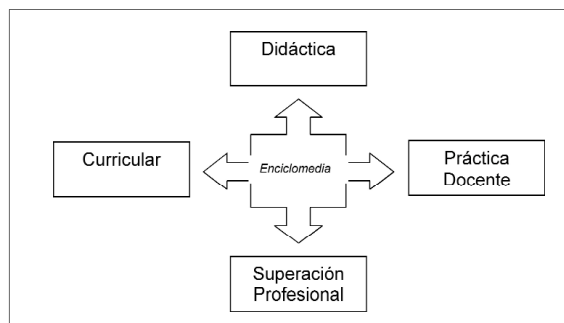 Didáctica
Curricular
Enciclomedia
Práctica
Docente
Superación
Profesional